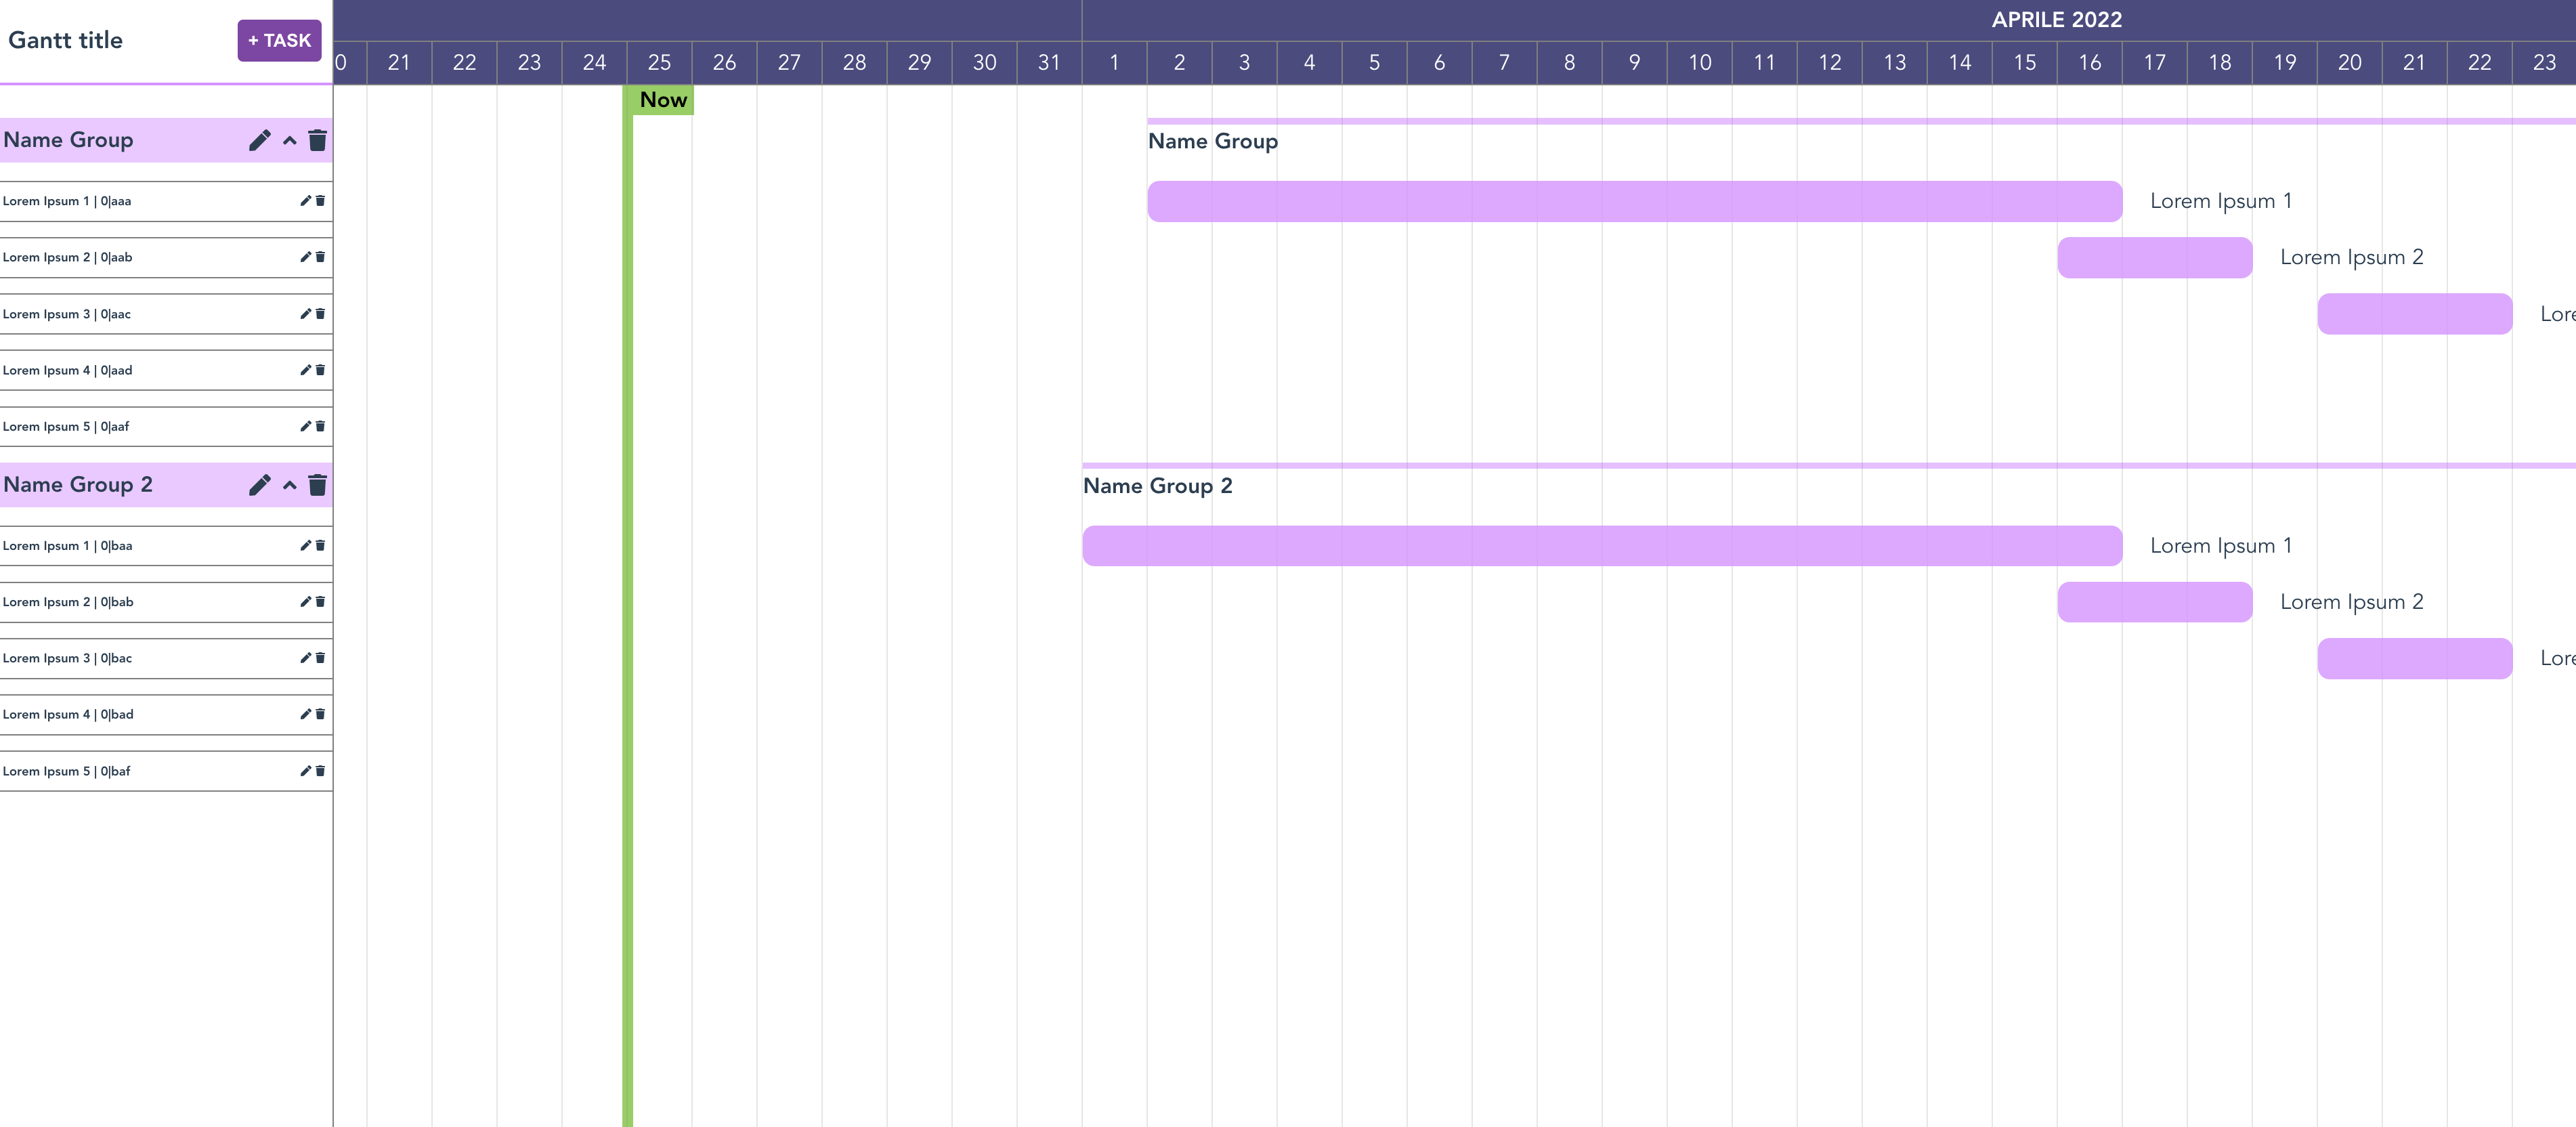 Gantt title
+ TASK
APRILE 2022
0 21 22 23 24 25 26 27 28 29 30 31 1 2 3 4 5 6 7 8 9 10 11 12 13 14 15 16 17 18 19 20 21 22 23
Now
Name Group
Name Group
Lorem Ipsum 1 | 0|aaa
Lorem Ipsum 1
Lorem Ipsum 2 | 0|aab
Lorem Ipsum 2
Lorem Ipsum 3 | 0|aac
Lore
Lorem Ipsum 4 | 0|aad
Lorem Ipsum 5 | 0|aaf
Name Group 2
Name Group 2
Lorem Ipsum 1 | 0|baa
Lorem Ipsum 1
Lorem Ipsum 2 | 0|bab
Lorem Ipsum 2
Lorem Ipsum 3 | 0|bac
Lore
Lorem Ipsum 4 | 0|bad
Lorem Ipsum 5 | 0|baf